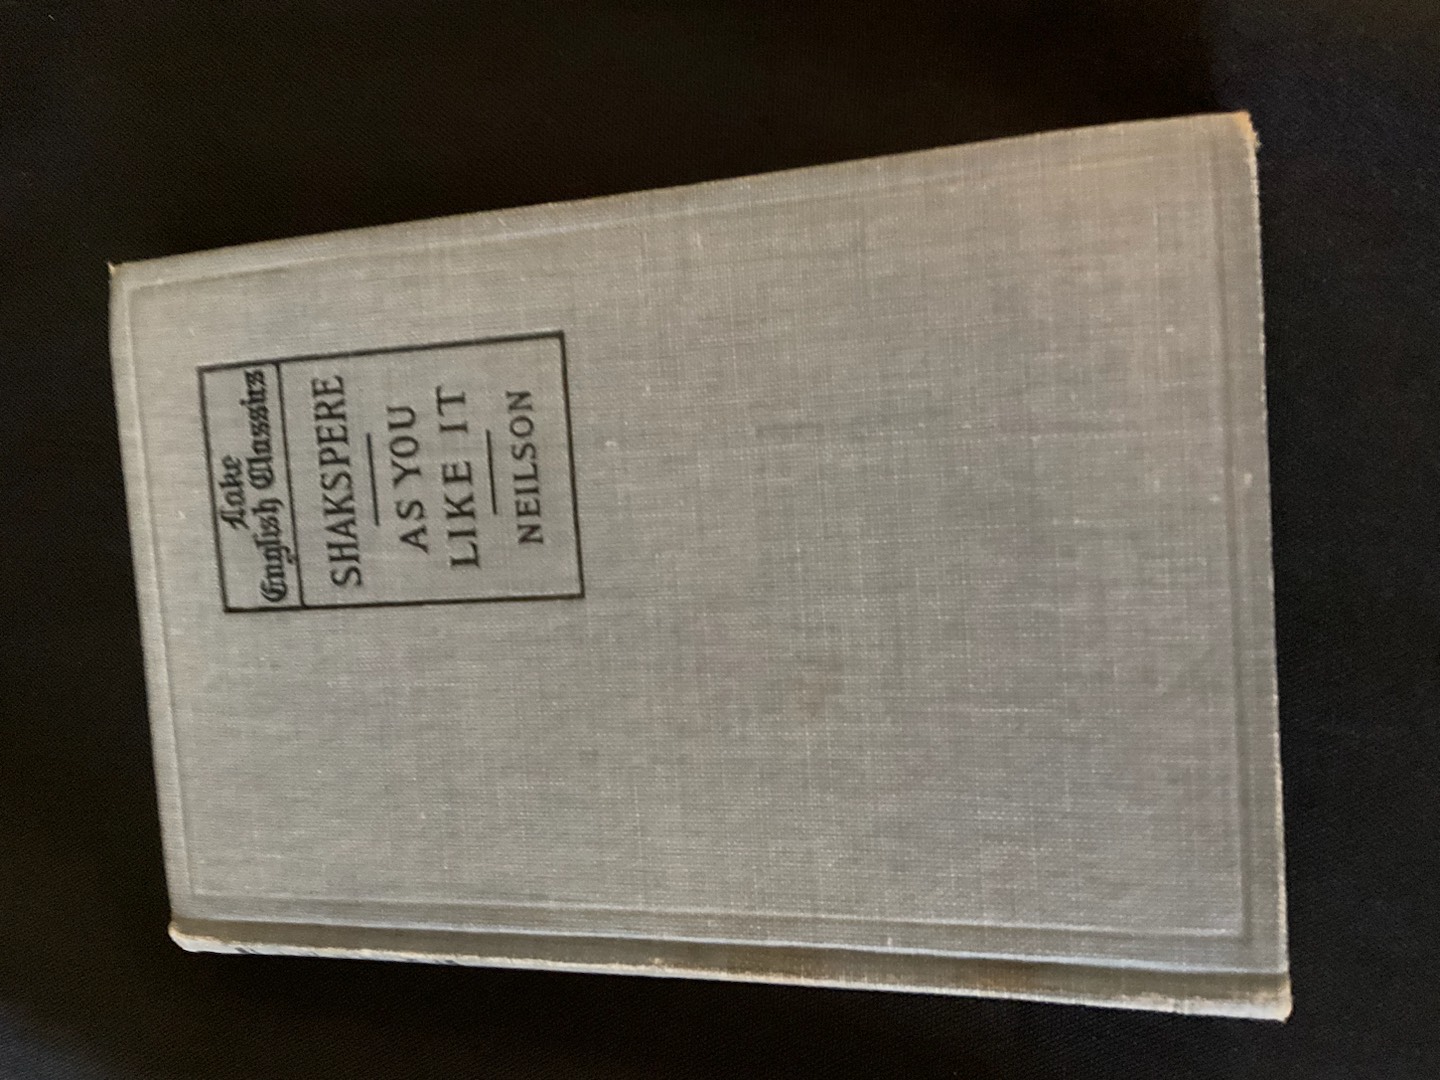 Lake
English Classics
SHAKSPERE
AS YOU
LIKE IT
NEILSON